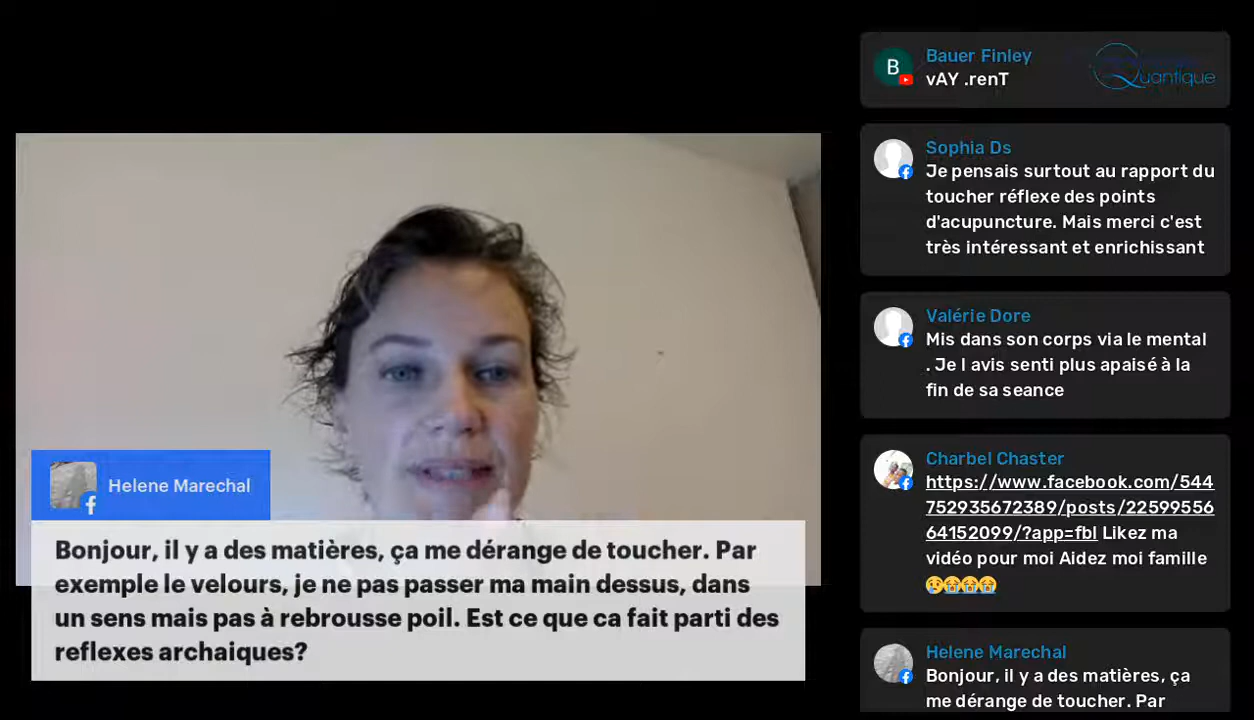 Bauer Finley
vAY .renT
uantique
Sophia Ds
Je pensais surtout au rapport du
toucher réflexe des points
d'acupuncture. Mais merci c'est
très intéressant et enrichissant
Valérie Dore
Mis dans son corps via le mental
. Je l avis senti plus apaisé à la
fin de sa seance
Charbel Chaster
https://www.facebook.com/544
752935672389/posts/22599556
64152099/?app=fbl Likez ma
vidéo pour moi Aidez moi famille
Helene Marechal
Bonjour, il y a des matières, ça
me dérange de toucher. Par
Helene Marechal
Bonjour, il y a des matières, ça me dérange de toucher. Par
exemple le velours, je ne pas passer ma main dessus, dans
un sens mais pas à rebrousse poil. Est ce que ca fait parti des
reflexes archaiques?